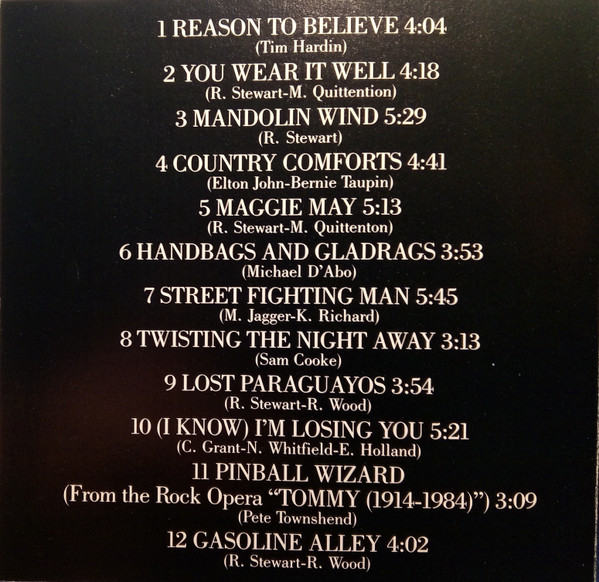 1 REASON TO BELIEVE 4:04
(Tim Hardin)
2 YOU WEAR IT WELL 4:18
(R. Stewart-M. Quittention)
3 MANDOLIN WIND 5:29
(R. Stewart)
4 COUNTRY COMFORTS 4:41
(Elton John-Bernie Taupin)
5 MAGGIE MAY 5:13
(R. Stewart-M. Quittenton)
6 HANDBAGS AND GLADRAGS 3:53
(Michael D'Abo)
7 STREET FIGHTING MAN 5:45
(M. Jagger-K. Richard)
8 TWISTING THE NIGHT AWAY 3:13
(Sam Cooke)
9 LOST PARAGUAYOS 3:54
(R. Stewart-R. Wood)
10 (I KNOW) I'M LOSING YOU 5:21
(C. Grant-N. Whitfield-E. Holland)
11 PINBALL WIZARD
(From the Rock Opera “TOMMY (1914-1984)”) 3:09
(Pete Townshend)
12 GASOLINE ALLEY 4:02
(R. Stewart-R. Wood)